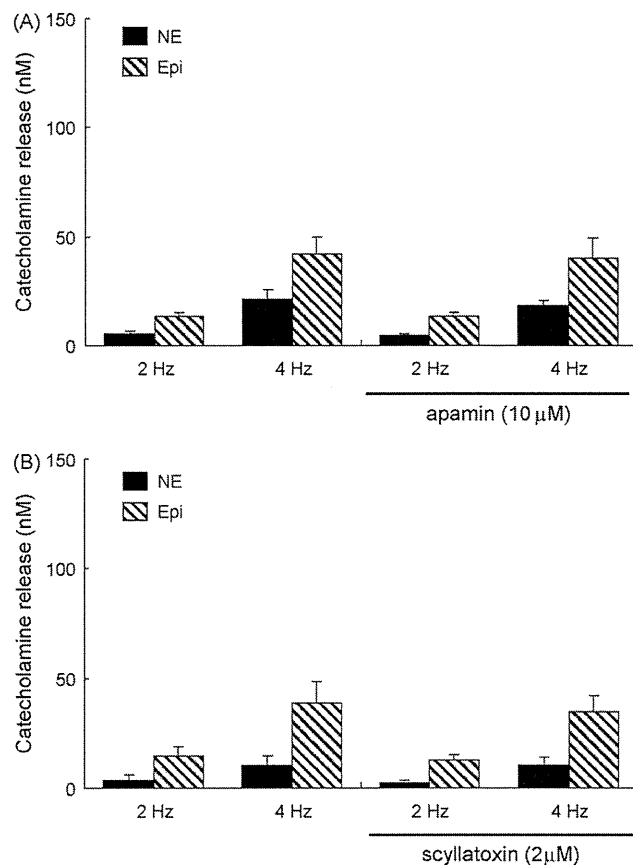 (A)
150
100
50
0
Catecholamine release (nM)
NE
Epi
2 Hz 4 Hz 2 Hz 4 Hz
apamin (10 μM)
(B)
150
100
50
0
Catecholamine release (nM)
NE
Epi
2 Hz 4 Hz 2 Hz 4 Hz
scyllatoxin (2μM)